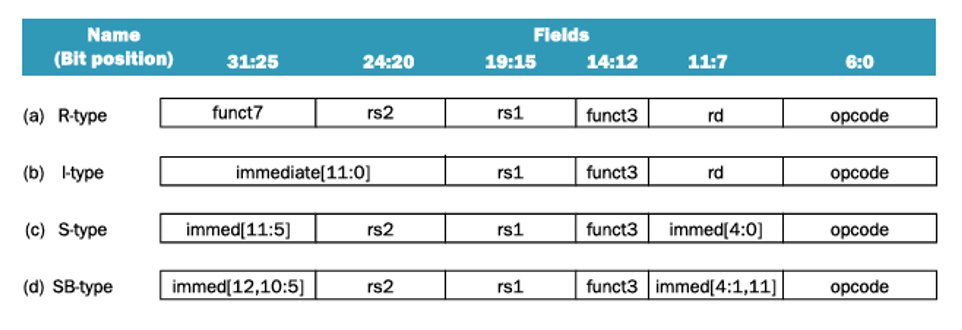 Name Fields
(Bit position) 31:25 24:20 19:15 14:12 11:7 6:0
(a) R-type funct7 rs2 rs1 funct3 rd opcode
(b) I-type immediate[11:0] rs1 funct3 rd opcode
(c) S-type immed[11:5] rs2 rs1 funct3 immed[4:0] opcode
(d) SB-type immed[12,10:5] rs2 rs1 funct3 immed[4:1,11] opcode